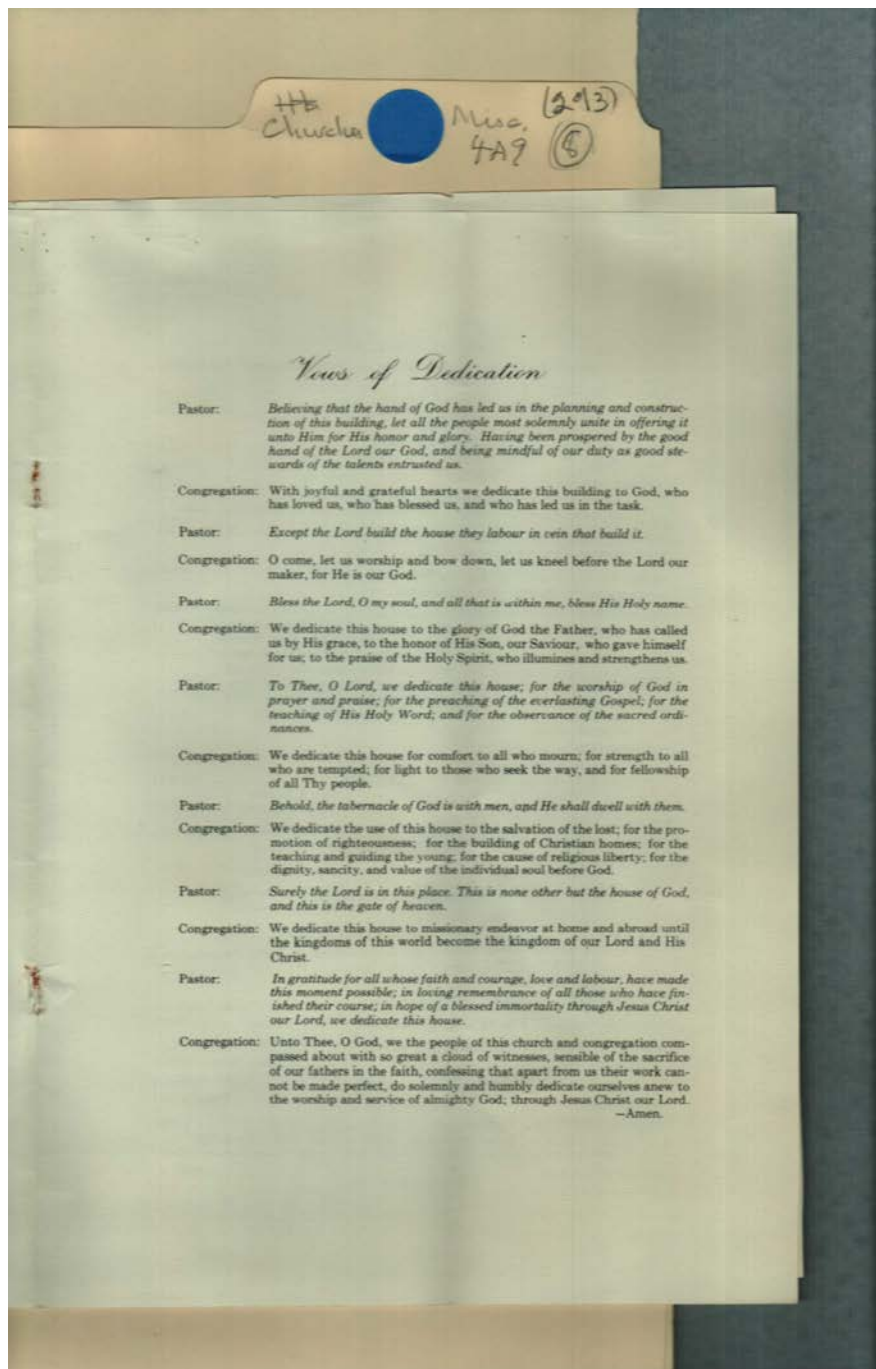 Churches
Misc.
4A9
(2913)
8
Vows of Dedication
Pastor: Believing that the hand of God has led us in the planning and construc-
tion of this building, let all the people most solemnly unite in offering it
unto Him for His honor and glory. Having been prospered by the good
hand of the Lord our God, and being mindful of our duty as good ste-
wards of the talents entrusted us.
Congregation: With joyful and grateful hearts we dedicate this building to God, who
has loved us, who has blessed us, and who has led us in the task.
Pastor: Except the Lord build the house they labour in vein that build it.
Congregation: O come, let us worship and bow down, let us kneel before the Lord our
maker, for He is our God.
Pastor: Bless the Lord, O my soul, and all that is within me, bless His Holy name.
Congregation: We dedicate this house to the glory of God the Father, who has called
us by His grace, to the honor of His Son, our Saviour, who gave himself
for us; to the praise of the Holy Spirit, who illumines and strengthens us.
Pastor: To Thee, O Lord, we dedicate this house; for the worship of God in
prayer and praise; for the preaching of the everlasting Gospel; for the
teaching of His Holy Word; and for the observance of the sacred ordi-
nances.
Congregation: We dedicate this house for comfort to all who mourn; for strength to all
who are tempted; for light to those who seek the way, and for fellowship
of all Thy people.
Pastor: Behold, the tabernacle of God is with men, and He shall dwell with them.
Congregation: We dedicate the use of this house to the salvation of the lost; for the pro-
motion of righteousness; for the building of Christian homes; for the
teaching and guiding the young; for the cause of religious liberty; for the
dignity, sancity, and value of the individual soul before God.
Pastor: Surely the Lord is in this place. This is none other but the house of God,
and this is the gate of heaven.
Congregation: We dedicate this house to missionary endeavor at home and abroad until
the kingdoms of this world become the kingdom of our Lord and His
Christ.
Pastor: In gratitude for all whose faith and courage, love and labour, have made
this moment possible; in loving remembrance of all those who have fin-
ished their course; in hope of a blessed immortality through Jesus Christ
our Lord, we dedicate this house.
Congregation: Unto Thee, O God, we the people of this church and congregation com-
passed about with so great a cloud of witnesses, sensible of the sacrifice
of our fathers in the faith, confessing that apart from us their work can-
not be made perfect, do solemnly and humbly dedicate ourselves anew to
the worship and service of almighty God; through Jesus Christ our Lord.
—Amen.